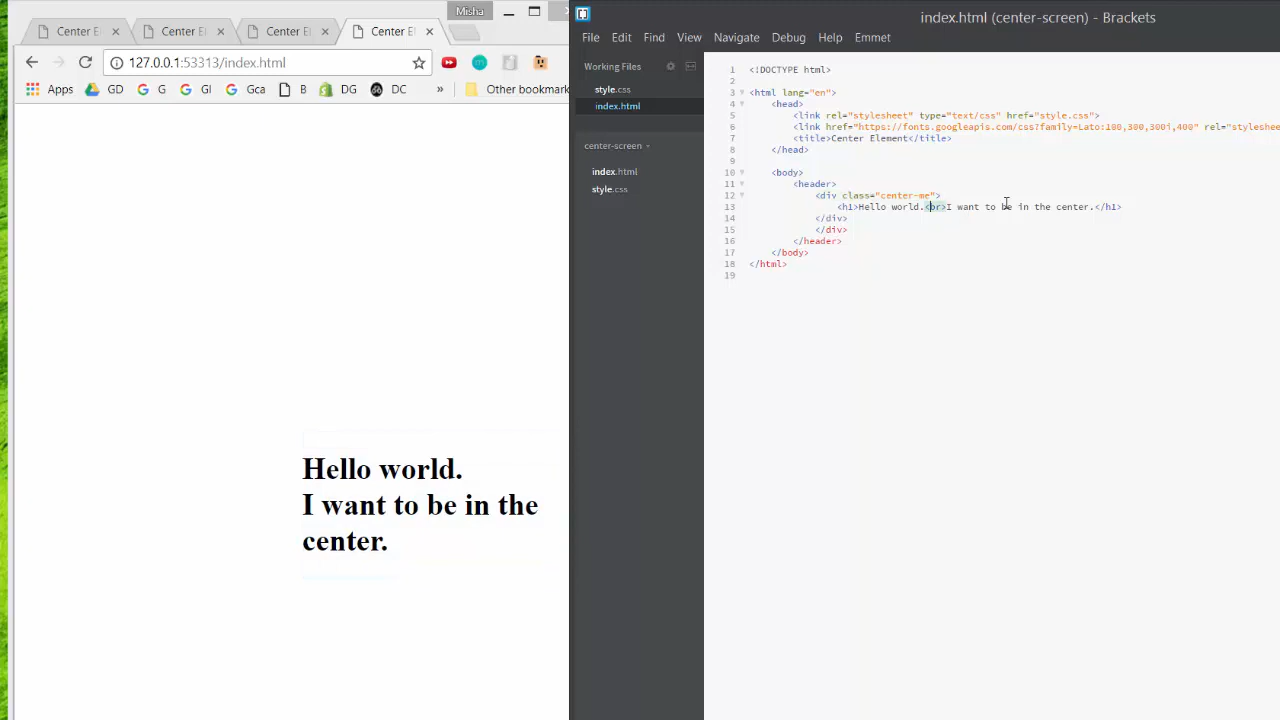 Misha
Center El
Center El
Center El
Center El
127.0.0.1:53313/index.html
Apps
GD
G
Gi
Gca
B
DG
DC
»
Other bookmark
Hello world.
I want to be in the
center.
index.html (center-screen) - Brackets
File Edit Find View Navigate Debug Help Emmet
Working Files
style.css
index.html
center-screen
index.html
style.css
1 <!DOCTYPE html>
2
3 <html lang="en">
4 <head>
5 <link rel="stylesheet" type="text/css" href="style.css">
6 <link href="https://fonts.googleapis.com/css?family=Lato:100,300,300i,400" rel="styleshee
7 <title>Center Element</title>
8 </head>
9
10 <body>
11 <header>
12 <div class="center-me">
13 <h1>Hello world.<br>I want to be in the center.</h1>
14 </div>
15 </div>
16 </header>
17 </body>
18 </html>
19